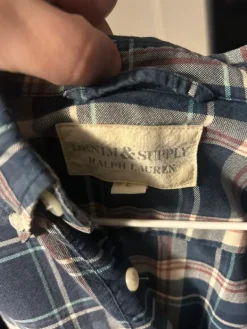 DENIM & SUPPLY
RALPH LAUREN